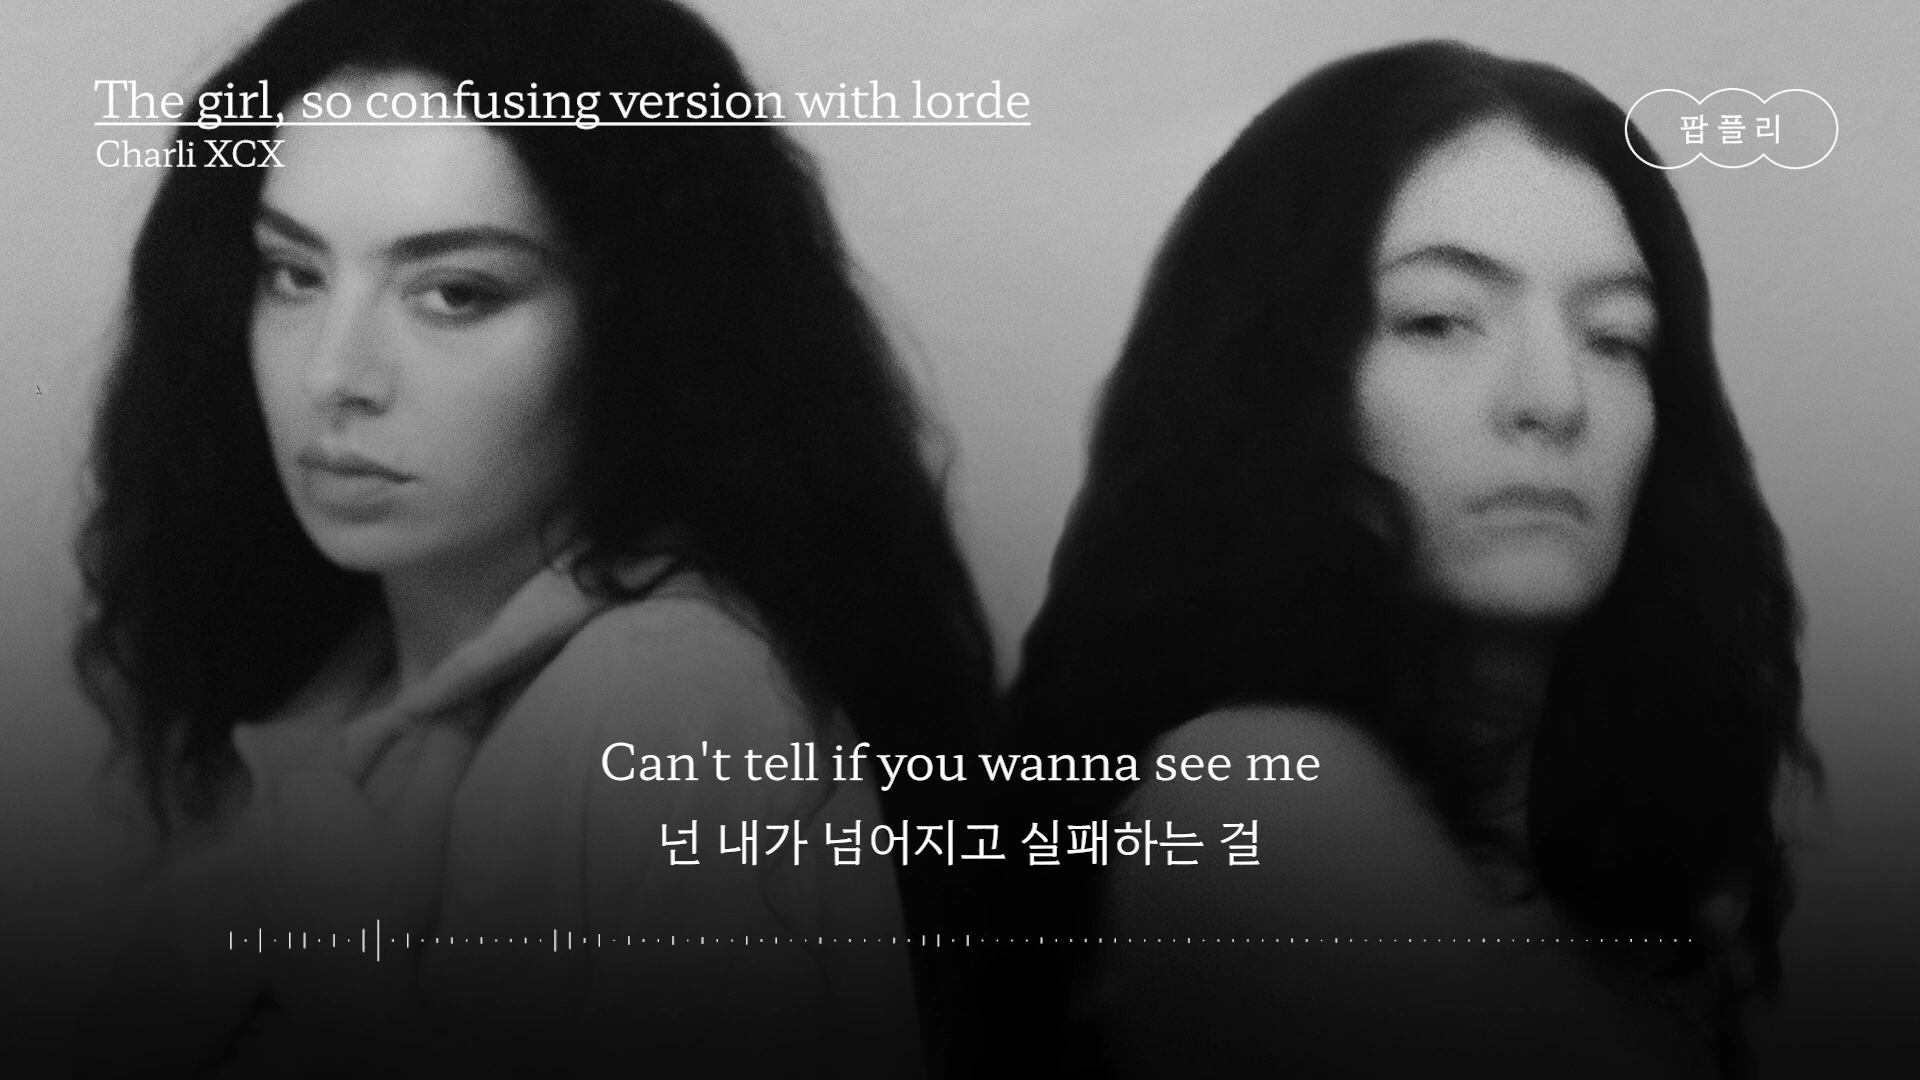 The girl, so confusing version with lorde
Charli XCX
팝플리
Can't tell if you wanna see me
넌 내가 넘어지고 실패하는 걸